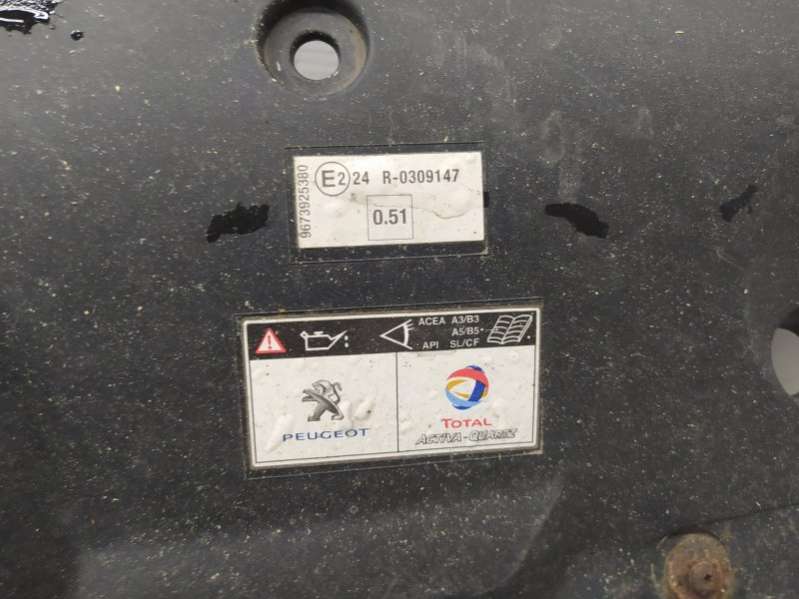 9673925380
E2 24 R-0309147
0.51
ACEA A3/B3
A5/B5*
API SL/CF
PEUGEOT
TOTAL
ACTIVA-QUARTZ